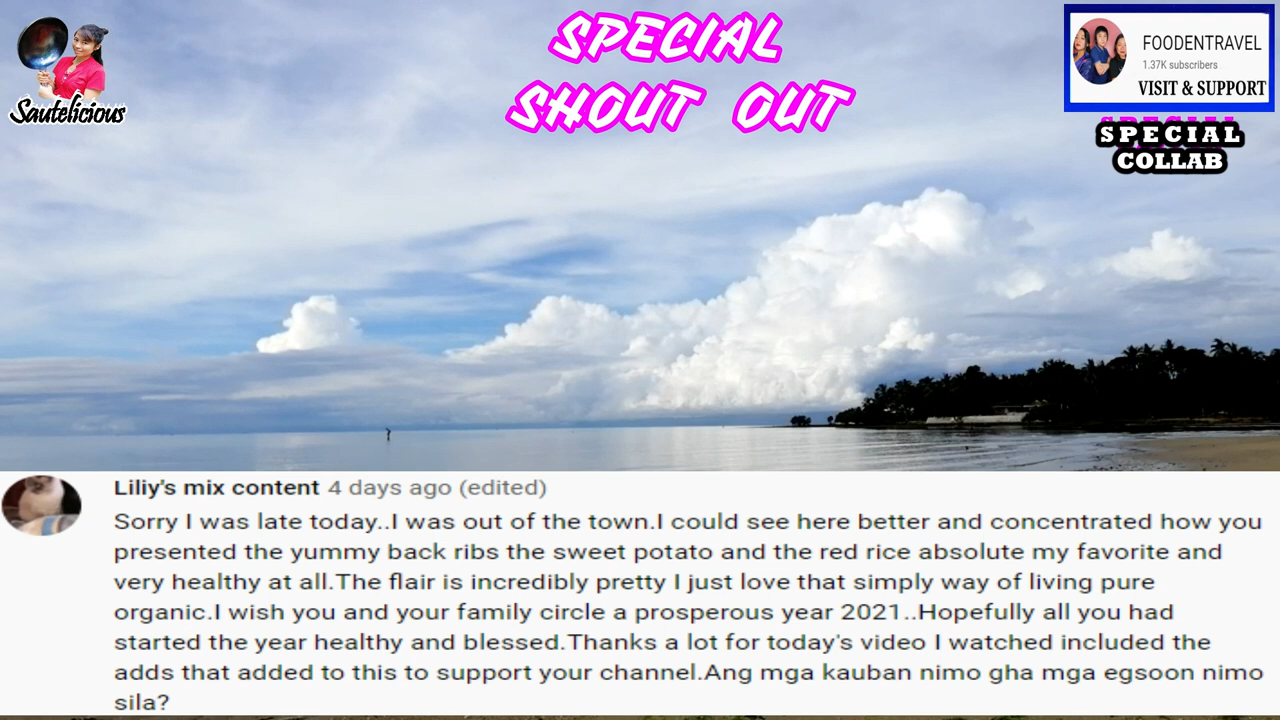 SPECIAL
SHOUT OUT
Sautelicious
FOODENTRAVEL
1.37K subscribers
VISIT & SUPPORT
SPECIAL
COLLAB
Liliy's mix content 4 days ago (edited)
Sorry I was late today..I was out of the town.I could see here better and concentrated how you
presented the yummy back ribs the sweet potato and the red rice absolute my favorite and
very healthy at all.The flair is incredibly pretty I just love that simply way of living pure
organic.I wish you and your family circle a prosperous year 2021..Hopefully all you had
started the year healthy and blessed.Thanks a lot for today's video I watched included the
adds that added to this to support your channel.Ang mga kauban nimo gha mga egsoon nimo
sila?